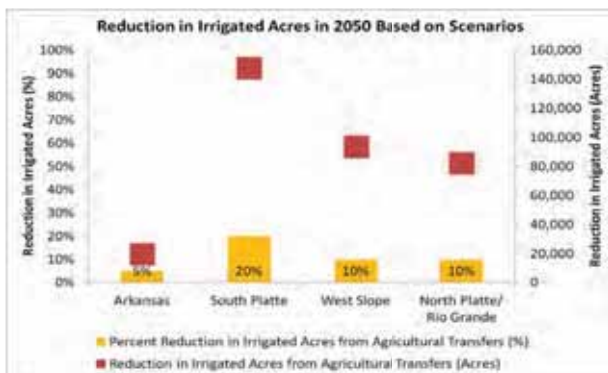 Reduction in Irrigated Acres in 2050 Based on Scenarios
Reduction in Irrigated Acres (%)
100%
90%
80%
70%
60%
50%
40%
30%
20%
10%
0%
160,000
140,000
120,000
100,000
80,000
60,000
40,000
20,000
0
Reduction in Irrigated Acres (Acres)
5%
20%
10%
10%
Arkansas
South Platte
West Slope
North Platte/
Rio Grande
Percent Reduction in Irrigated Acres from Agricultural Transfers (%)
Reduction in Irrigated Acres from Agricultural Transfers (Acres)